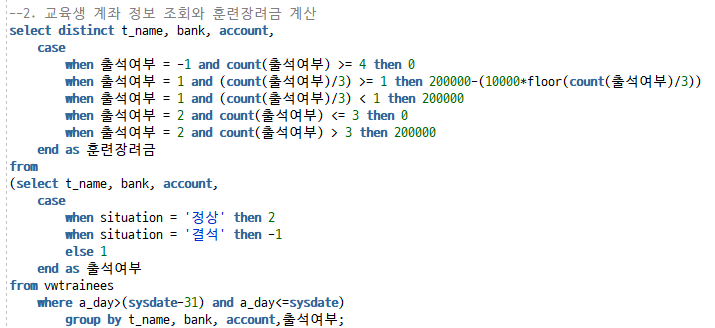 --2. 교육생 계좌 정보 조회와 훈련장려금 계산
select distinct t_name, bank, account,
    case
        when 출석여부 = -1 and count(출석여부) >= 4 then 0
        when 출석여부 = 1 and (count(출석여부)/3) >= 1 then 200000-(10000*floor(count(출석여부)/3))
        when 출석여부 = 1 and (count(출석여부)/3) < 1 then 200000
        when 출석여부 = 2 and count(출석여부) <= 3 then 0
        when 출석여부 = 2 and count(출석여부) > 3 then 200000
    end as 훈련장려금
from
(select t_name, bank, account,
    case
        when situation = '정상' then 2
        when situation = '결석' then -1
        else 1
    end as 출석여부
from vwtrainees
    where a_day>(sysdate-31) and a_day<=sysdate)
        group by t_name, bank, account,출석여부;